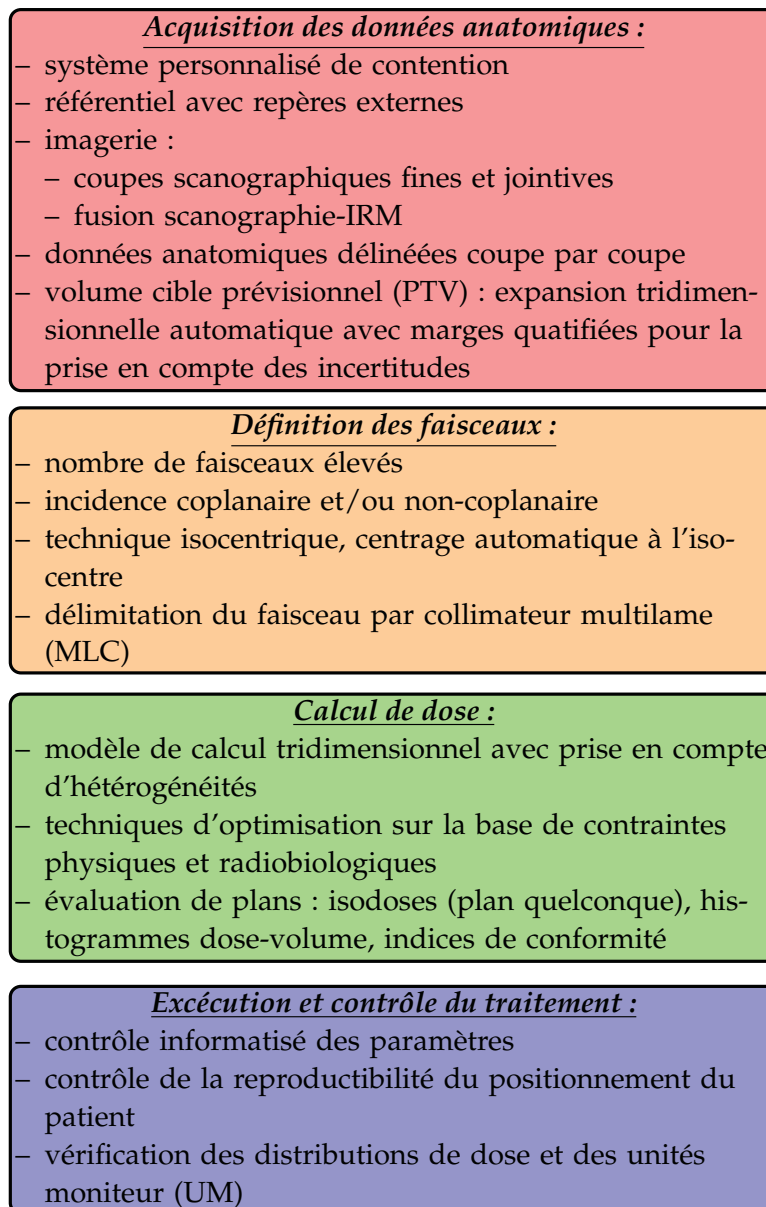 Acquisition des données anatomiques :
– système personnalisé de contention
– référentiel avec repères externes
– imagerie :
– coupes scanographiques fines et jointives
– fusion scanographie-IRM
– données anatomiques délinéées coupe par coupe
– volume cible prévisionnel (PTV) : expansion tridimen-
sionnelle automatique avec marges quatifiées pour la
prise en compte des incertitudes
Définition des faisceaux :
– nombre de faisceaux élevés
– incidence coplanaire et/ou non-coplanaire
– technique isocentrique, centrage automatique à l'iso-
centre
– délimitation du faisceau par collimateur multilame
(MLC)
Calcul de dose :
– modèle de calcul tridimensionnel avec prise en compte
d'hétérogénéités
– techniques d'optimisation sur la base de contraintes
physiques et radiobiologiques
– évaluation de plans : isodoses (plan quelconque), his-
togrammes dose-volume, indices de conformité
Excécution et contrôle du traitement :
– contrôle informatisé des paramètres
– contrôle de la reproductibilité du positionnement du
patient
– vérification des distributions de dose et des unités
moniteur (UM)